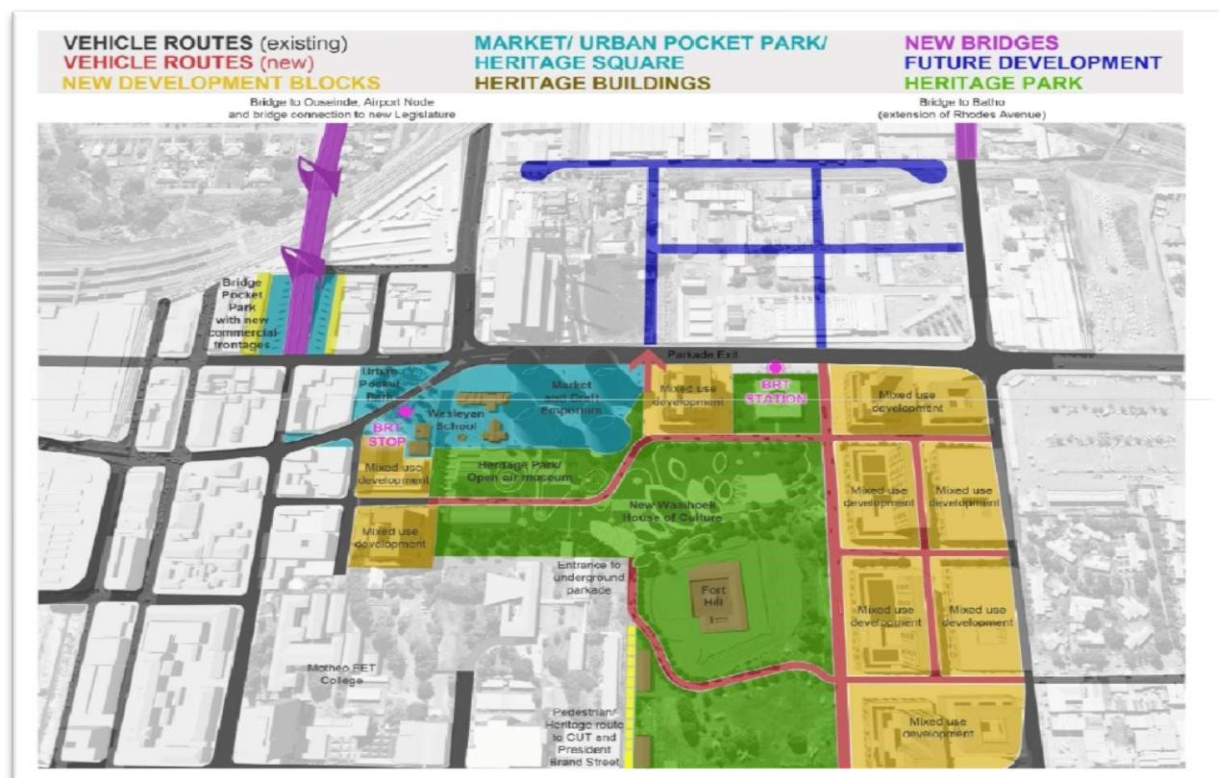 VEHICLE ROUTES (existing)
VEHICLE ROUTES (new)
NEW DEVELOPMENT BLOCKS
MARKET/ URBAN POCKET PARK/
HERITAGE SQUARE
HERITAGE BUILDINGS
NEW BRIDGES
FUTURE DEVELOPMENT
HERITAGE PARK
Bridge to Ooseinde, Airport Node
and bridge connection to new Legislature
Bridge to Batho
(extension of Rhodes Avenue)
Bridge
Pocket
Park
with new
commercial
frontages
Parkade Exit
Urban
Pocket
Park
BRT
STOP
Wesleyan
School
Market
and Craft
Emporium
Mixed use
development
BRT
STATION
Mixed use
development
Mixed use
development
Heritage Park/
Open air museum
Mixed use
development
Mixed use
development
New Waaihoek
House of Culture
Mixed use
development
Entrance to
underground
parkade
Fort
Hill
Mixed use
development
Mixed use
development
Motheo FET
College
Pedestrian/
Heritage route
to CUT and
President
Brand Street
Mixed use
development